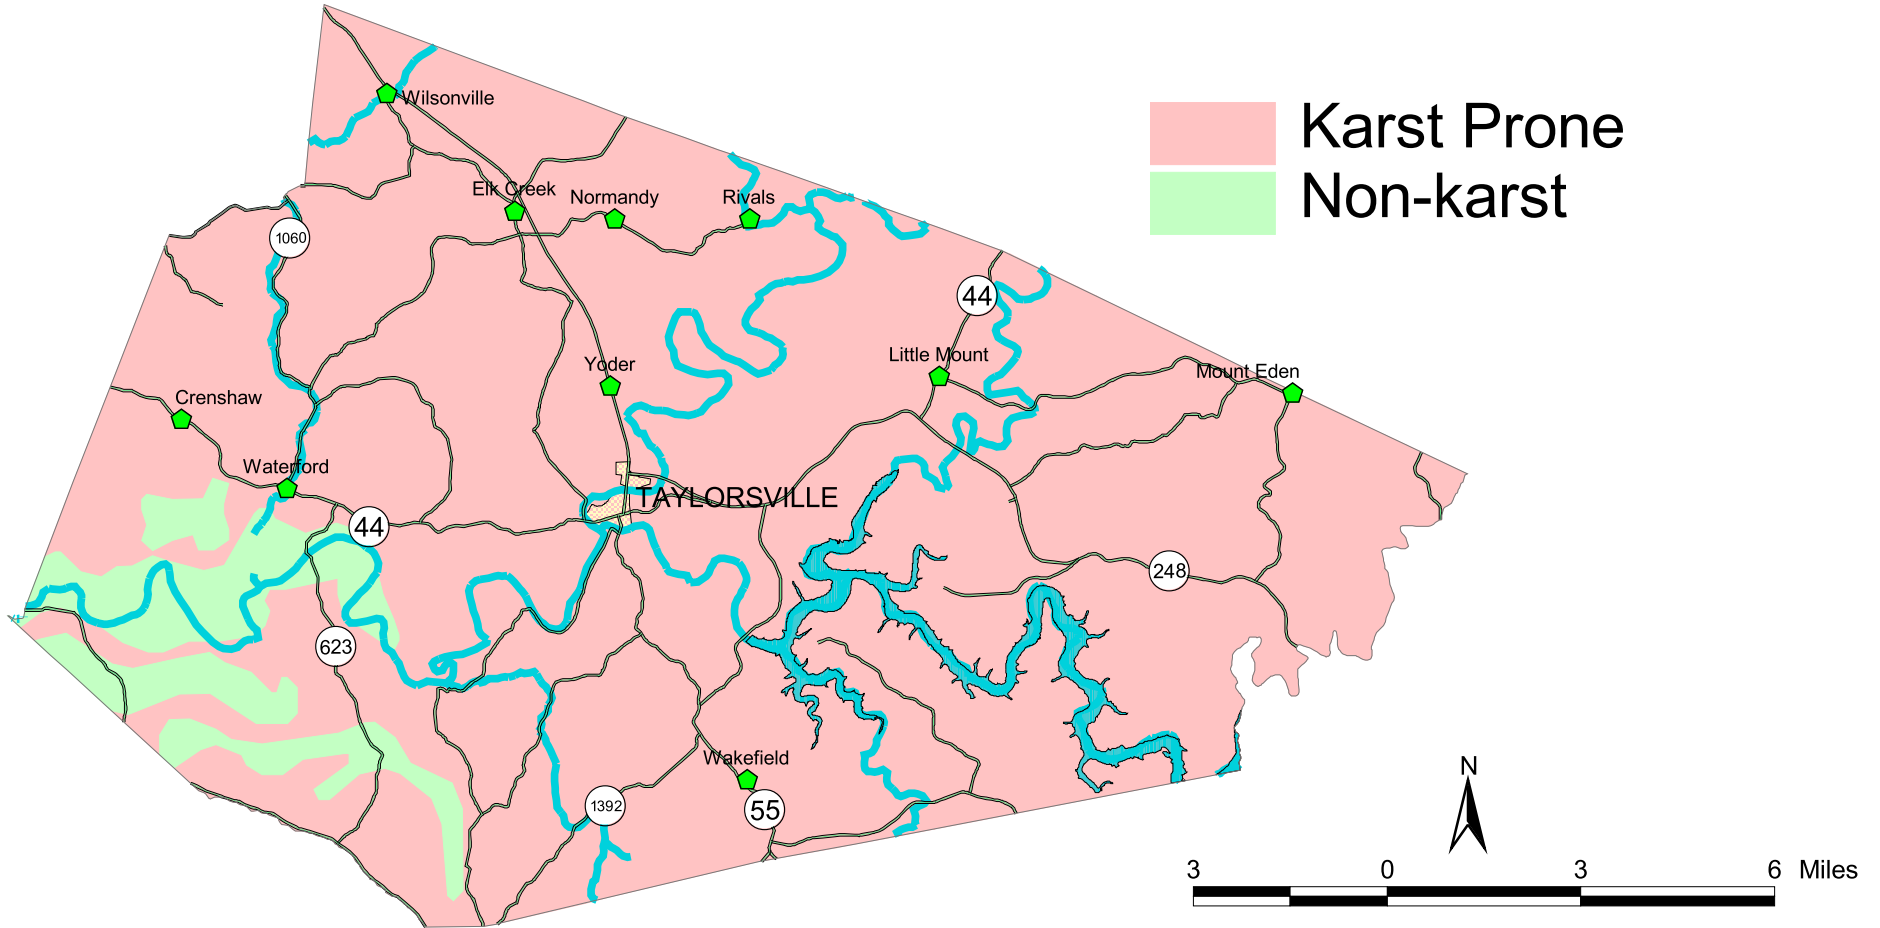 Wilsonville
Karst Prone
Non-karst
Elk Creek
Normandy
Rivals
1060
44
Little Mount
Yoder
Mount Eden
Crenshaw
Waterford
TAYLORSVILLE
44
248
623
Wakefield
1392
55
N
3 0 3 6 Miles